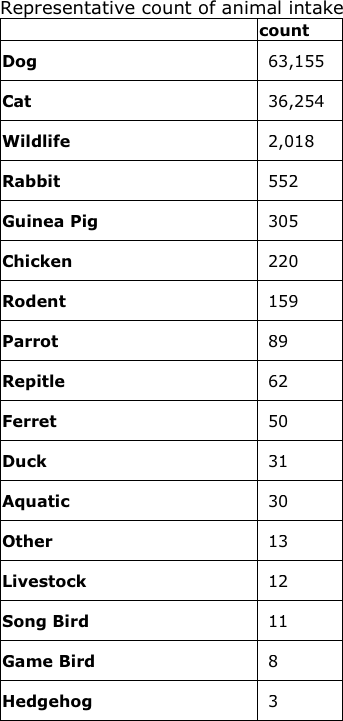 Representative count of animal intake
count
Dog 63,155
Cat 36,254
Wildlife 2,018
Rabbit 552
Guinea Pig 305
Chicken 220
Rodent 159
Parrot 89
Repitle 62
Ferret 50
Duck 31
Aquatic 30
Other 13
Livestock 12
Song Bird 11
Game Bird 8
Hedgehog 3